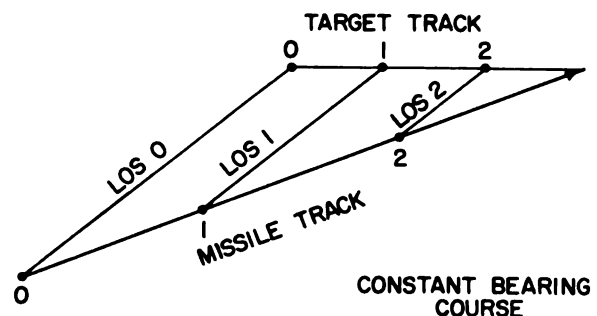 TARGET TRACK
0 1 2
LOS 0
LOS 1
LOS 2
2
1
MISSILE TRACK
0
CONSTANT BEARING
COURSE